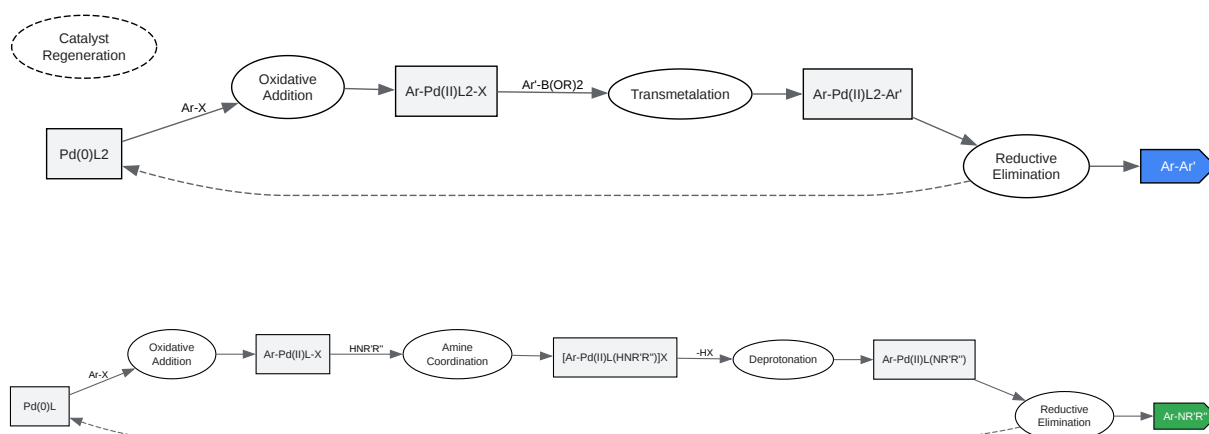 Catalyst
Regeneration
Oxidative
Addition
Ar-Pd(II)L2-X
Ar'-B(OR)2
Transmetalation
Ar-Pd(II)L2-Ar'
Ar-X
Pd(0)L2
Reductive
Elimination
Ar-Ar'
Oxidative
Addition
Ar-Pd(II)L-X
HNR'R"
Amine
Coordination
[Ar-Pd(II)L(HNR'R")]X
-HX
Deprotonation
Ar-Pd(II)L(NR'R")
Ar-X
Pd(0)L
Reductive
Elimination
Ar-NR'R"